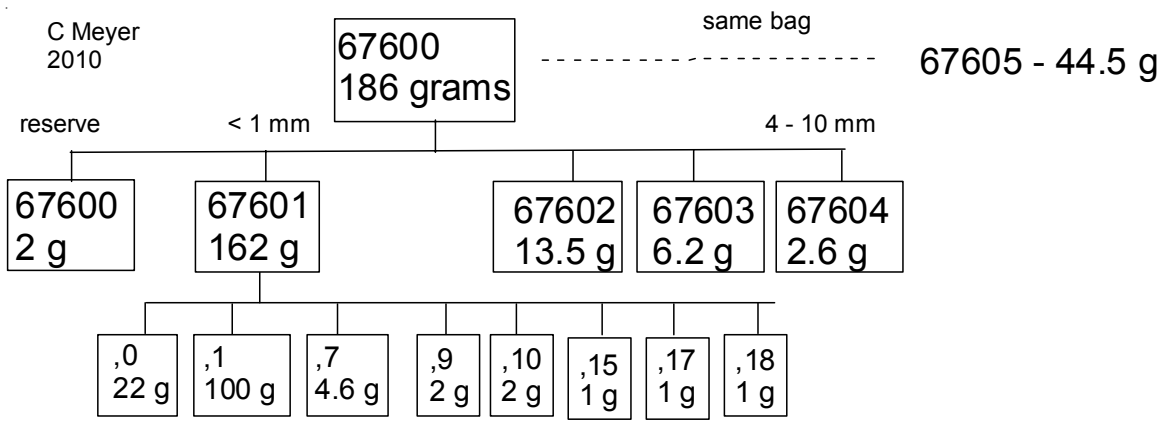 C Meyer
2010
67600
186 grams
same bag
67605 - 44.5 g
reserve
< 1 mm
4 - 10 mm
67600
2 g
67601
162 g
67602
13.5 g
67603
6.2 g
67604
2.6 g
,0
22 g
,1
100 g
,7
4.6 g
,9
2 g
,10
2 g
,15
1 g
,17
1 g
,18
1 g